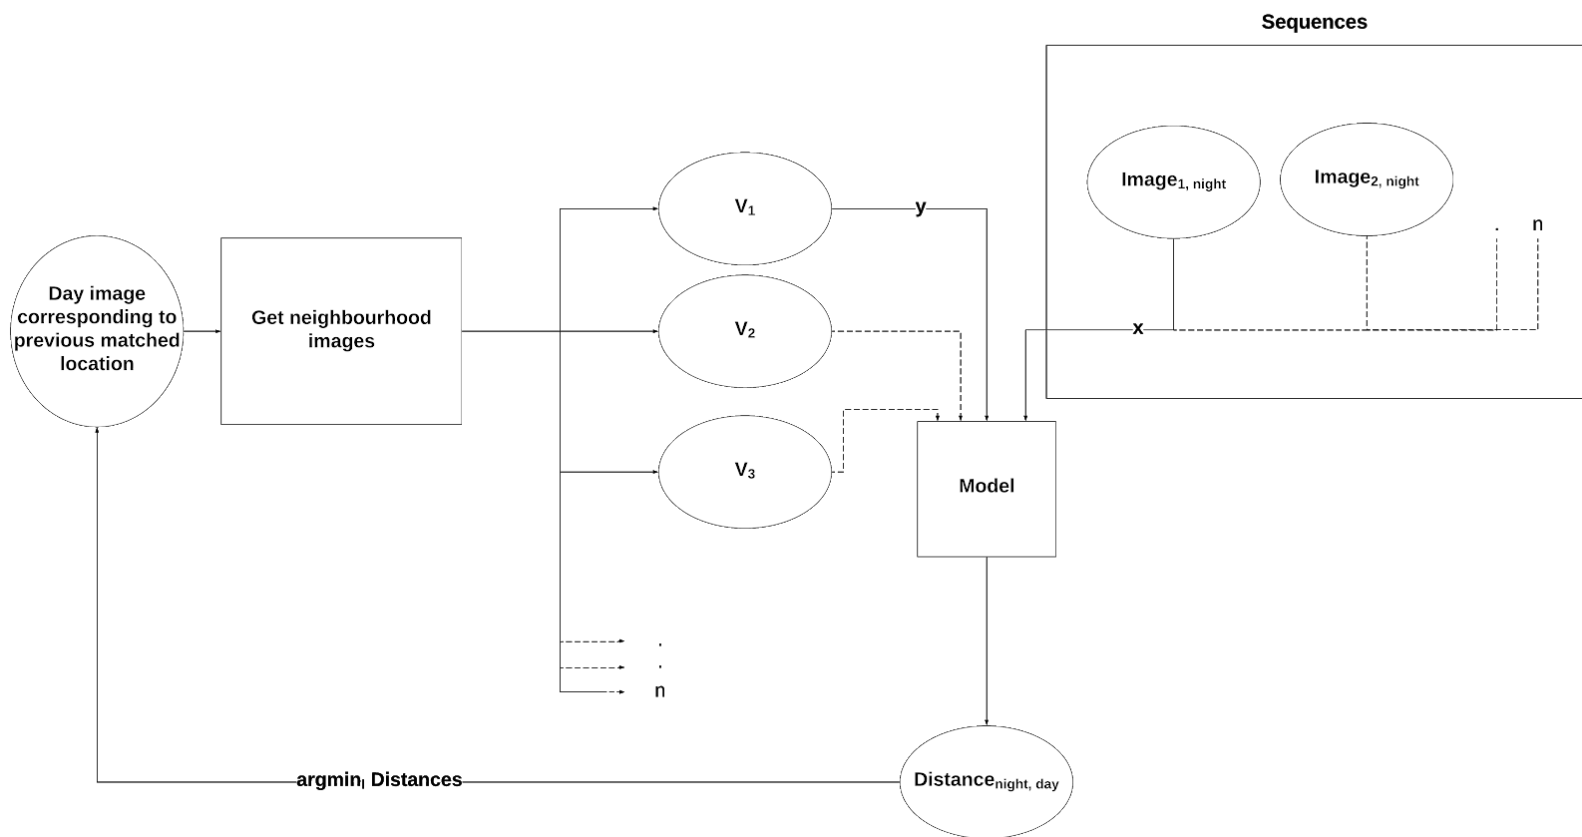 Sequences
Image1, night
Image2, night
.
n
V1
y
Day image
corresponding to
previous matched
location
Get neighbourhood
images
V2
x
V3
Model
.
.
n
argmin| Distances
Distancenight, day